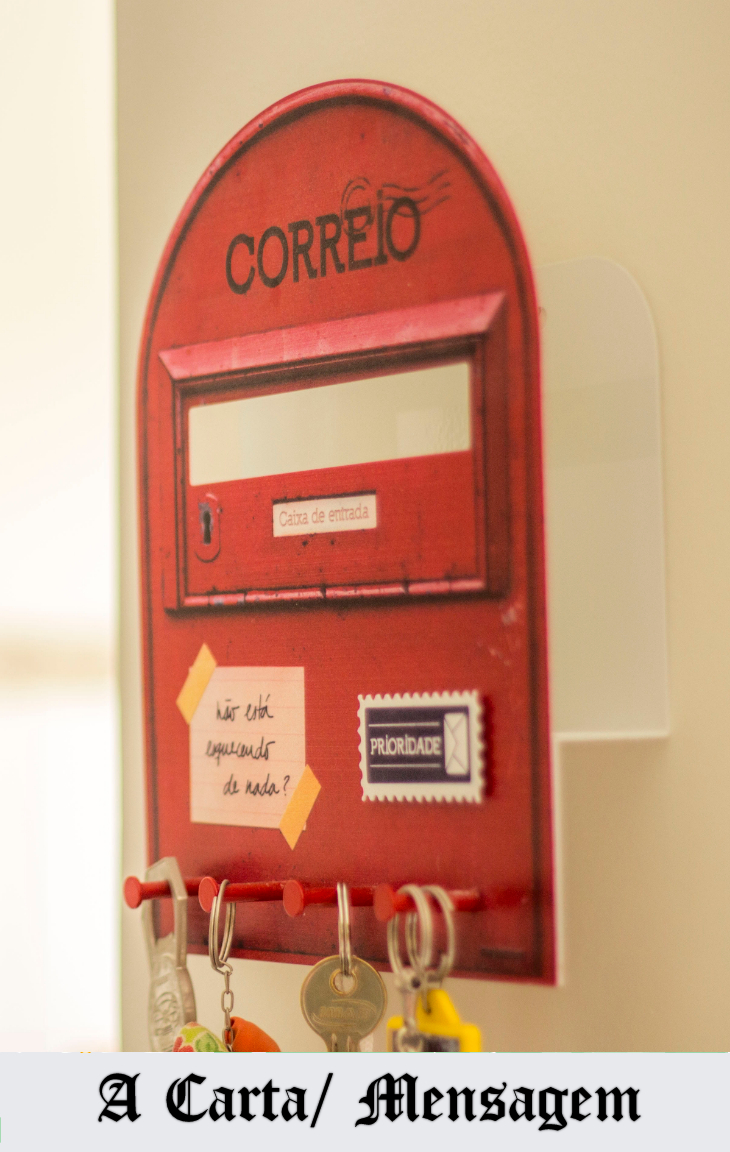 CORREIO
Caixa de entrada
não está
esquecendo
de nada?
PRIORIDADE
A Carta/ Mensagem